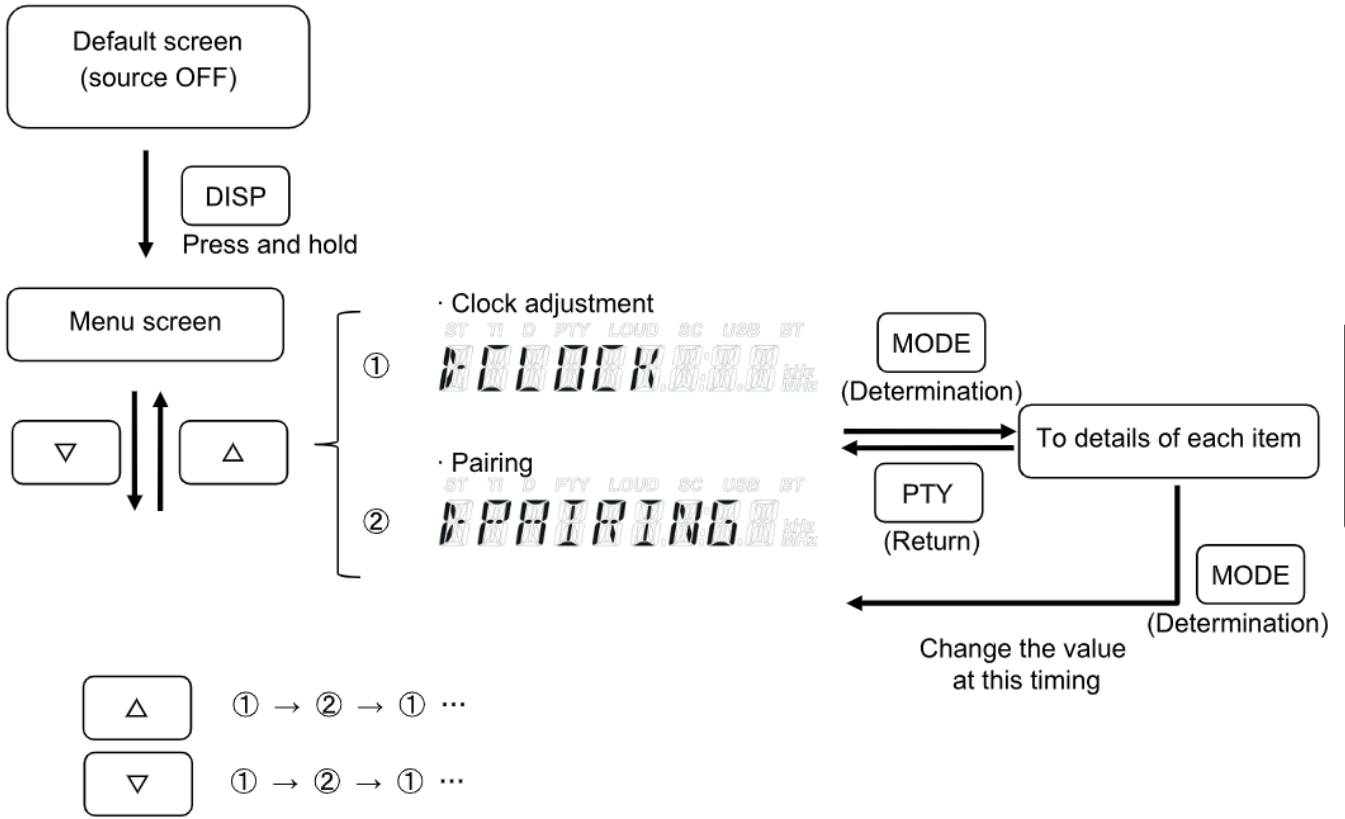 Default screen
(source OFF)
DISP
Press and hold
Menu screen
▽
△
· Clock adjustment
ST TI D PTY LOUD SC USB BT
①
CLOCK
kHz
MHz
· Pairing
ST TI D PTY LOUD SC USB BT
②
PAIRING
kHz
MHz
MODE
(Determination)
To details of each item
PTY
(Return)
MODE
(Determination)
Change the value
at this timing
△ ① → ② → ① ···
▽ ① → ② → ① ···